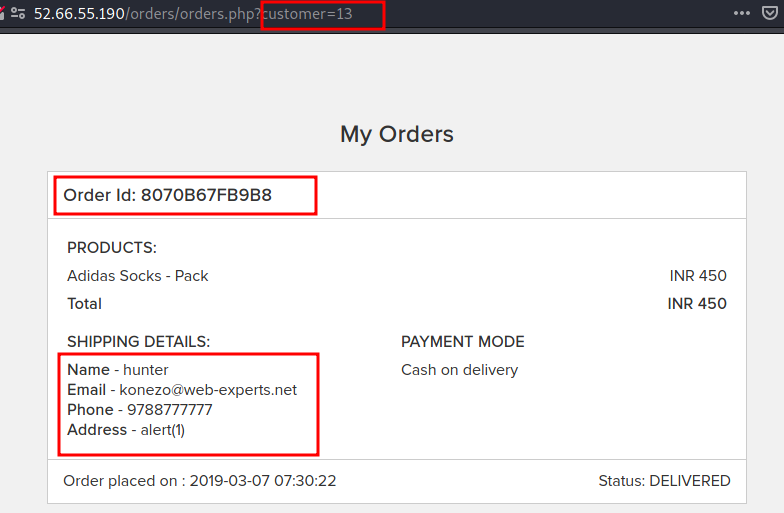 52.66.55.190/orders/orders.php?customer=13
My Orders
Order Id: 8070B67FB9B8
PRODUCTS:
Adidas Socks - Pack INR 450
Total INR 450
SHIPPING DETAILS: PAYMENT MODE
Name - hunter Cash on delivery
Email - konezo@web-experts.net
Phone - 9788777777
Address - alert(1)
Order placed on : 2019-03-07 07:30:22 Status: DELIVERED